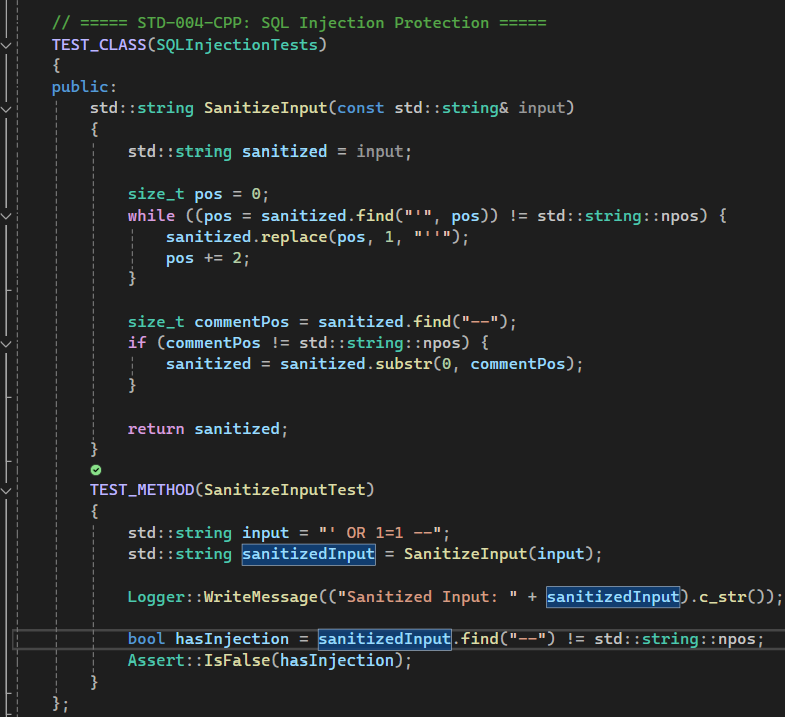 // ===== STD-004-CPP: SQL Injection Protection =====
TEST_CLASS(SQLInjectionTests)
{
public:
    std::string SanitizeInput(const std::string& input)
    {
        std::string sanitized = input;

        size_t pos = 0;
        while ((pos = sanitized.find("'", pos)) != std::string::npos) {
            sanitized.replace(pos, 1, "''");
            pos += 2;
        }

        size_t commentPos = sanitized.find("--");
        if (commentPos != std::string::npos) {
            sanitized = sanitized.substr(0, commentPos);
        }

        return sanitized;
    }

    TEST_METHOD(SanitizeInputTest)
    {
        std::string input = "' OR 1=1 --";
        std::string sanitizedInput = SanitizeInput(input);

        Logger::WriteMessage(("Sanitized Input: " + sanitizedInput).c_str());

        bool hasInjection = sanitizedInput.find("--") != std::string::npos;
        Assert::IsFalse(hasInjection);
    }
};